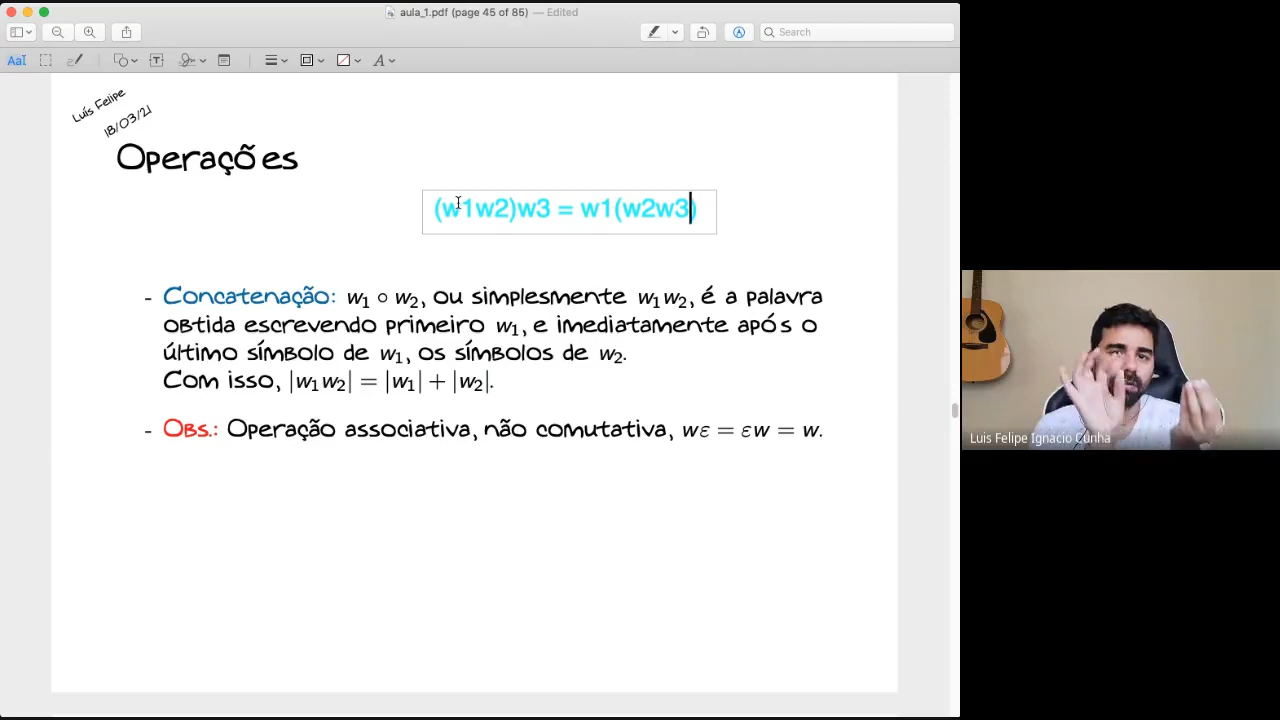 aula_1.pdf (page 45 of 85) — Edited
Search
AaI
T
A
Luís Felipe
18/03/21
Operações
(w1w2)w3 = w1(w2w3)
- Concatenação: w₁ ∘ w₂, ou simplesmente w₁w₂, é a palavra
obtida escrevendo primeiro w₁, e imediatamente após o
último símbolo de w₁, os símbolos de w₂.
Com isso, |w₁w₂| = |w₁| + |w₂|.
- Obs.: Operação associativa, não comutativa, wε = εw = w.
Luis Felipe Ignacio Cunha